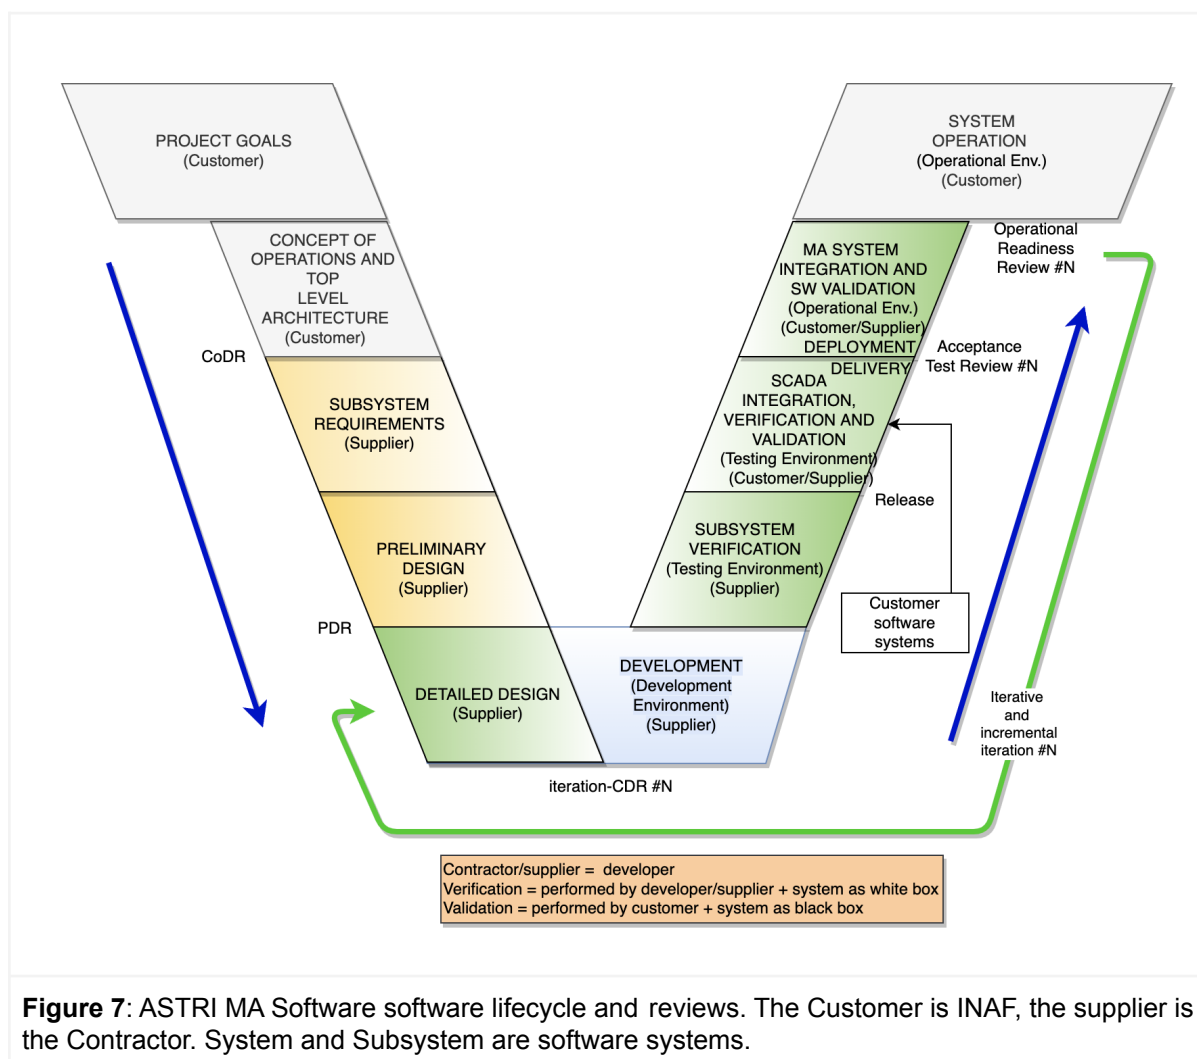 PROJECT GOALS
(Customer)
CONCEPT OF
OPERATIONS AND
TOP
LEVEL
ARCHITECTURE
(Customer)
CoDR
SUBSYSTEM
REQUIREMENTS
(Supplier)
PRELIMINARY
DESIGN
(Supplier)
PDR
DETAILED DESIGN
(Supplier)
DEVELOPMENT
(Development
Environment)
(Supplier)
iteration-CDR #N
SUBSYSTEM
VERIFICATION
(Testing Environment)
(Supplier)
Release
Customer
software
systems
DELIVERY
SCADA
INTEGRATION,
VERIFICATION AND
VALIDATION
(Testing Environment)
(Customer/Supplier)
Acceptance
Test Review #N
MA SYSTEM
INTEGRATION AND
SW VALIDATION
(Operational Env.)
(Customer/Supplier)
DEPLOYMENT
Operational
Readiness
Review #N
SYSTEM
OPERATION
(Operational Env.)
(Customer)
Iterative
and
incremental
iteration #N
Contractor/supplier = developer
Verification = performed by developer/supplier + system as white box
Validation = performed by customer + system as black box
Figure 7: ASTRI MA Software software lifecycle and reviews. The Customer is INAF, the supplier is
the Contractor. System and Subsystem are software systems.